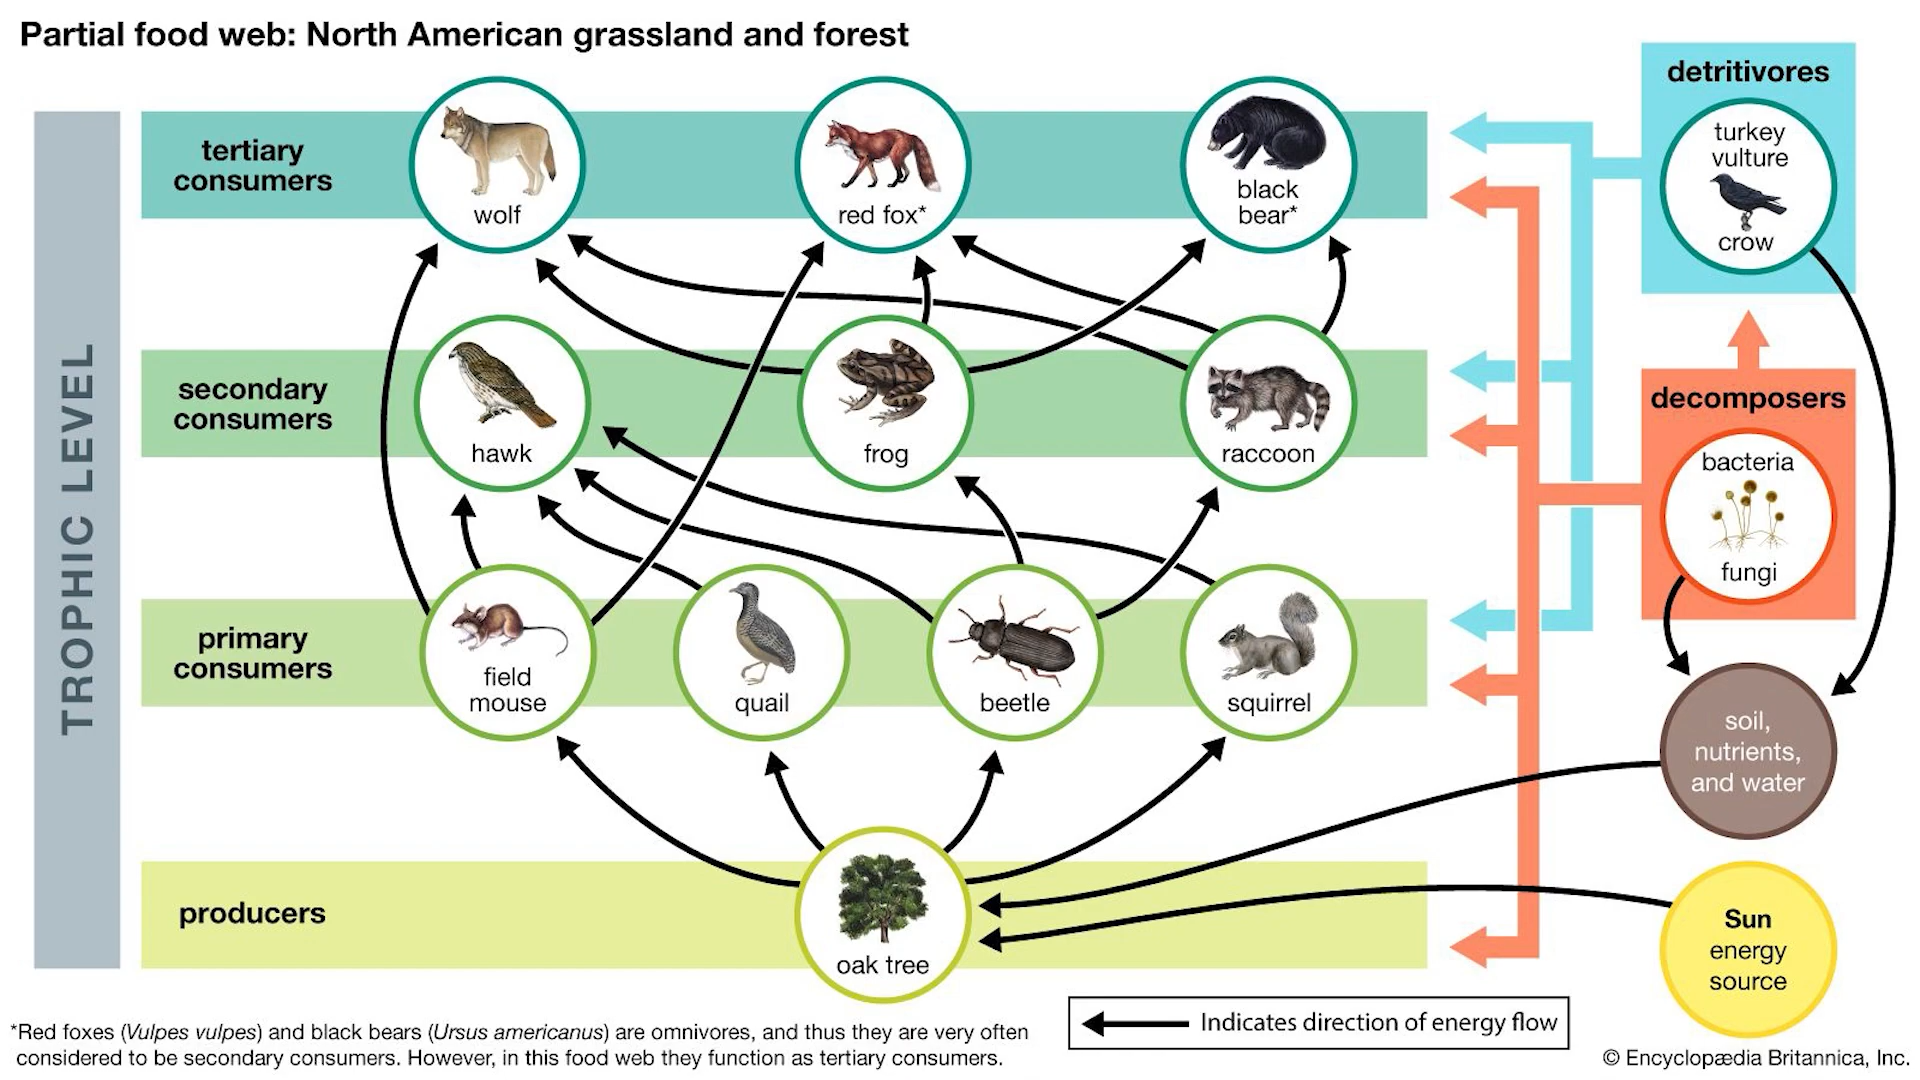 Partial food web: North American grassland and forest
TROPHIC LEVEL
tertiary
consumers
wolf
red fox*
black
bear*
secondary
consumers
hawk
frog
raccoon
primary
consumers
field
mouse
quail
beetle
squirrel
producers
oak tree
detritivores
turkey
vulture
crow
decomposers
bacteria
fungi
soil,
nutrients,
and water
Sun
energy
source
Indicates direction of energy flow
*Red foxes (Vulpes vulpes) and black bears (Ursus americanus) are omnivores, and thus they are very often
considered to be secondary consumers. However, in this food web they function as tertiary consumers.
© Encyclopædia Britannica, Inc.